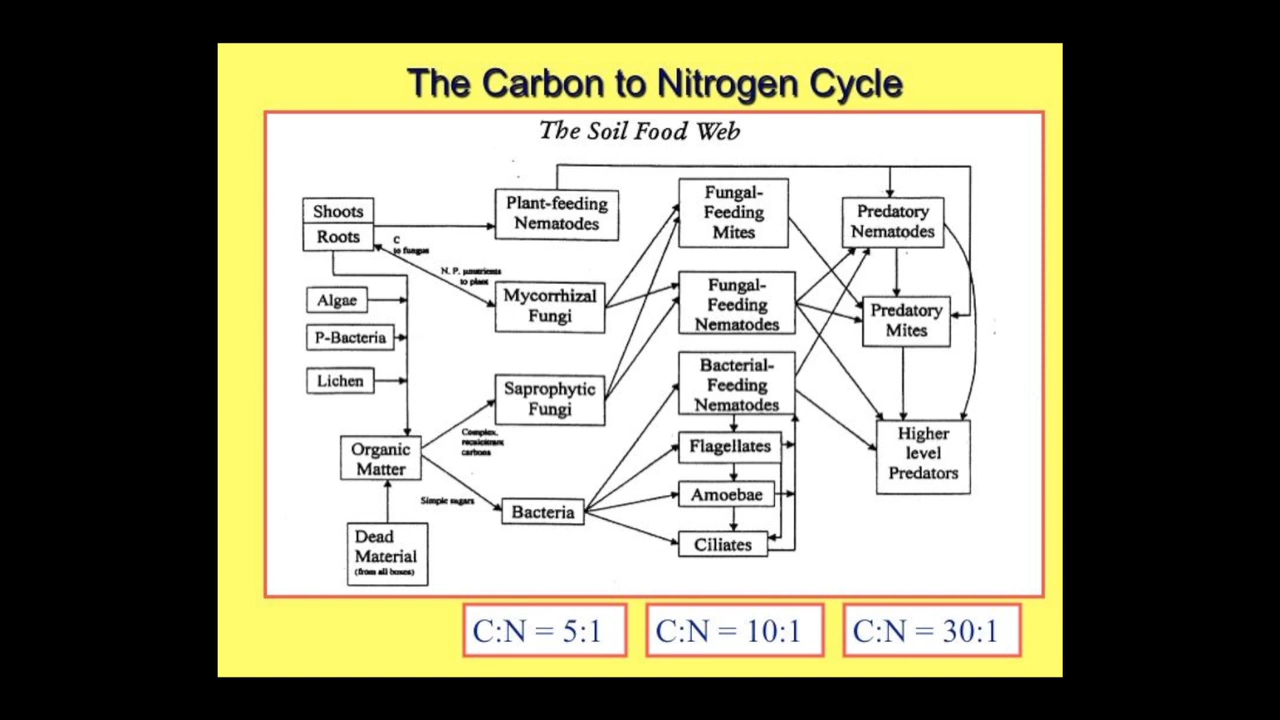 The Carbon to Nitrogen Cycle
The Soil Food Web
Shoots
Roots
C
to fungus
N. P. nutrients
to plant
Algae
P-Bacteria
Lichen
Organic
Matter
Dead
Material
(from all boxes)
Complex,
recalcitrant
carbons
Simple sugars
Plant-feeding
Nematodes
Mycorrhizal
Fungi
Saprophytic
Fungi
Bacteria
Fungal-
Feeding
Mites
Fungal-
Feeding
Nematodes
Bacterial-
Feeding
Nematodes
Flagellates
Amoebae
Ciliates
Predatory
Nematodes
Predatory
Mites
Higher
level
Predators
C:N = 5:1
C:N = 10:1
C:N = 30:1